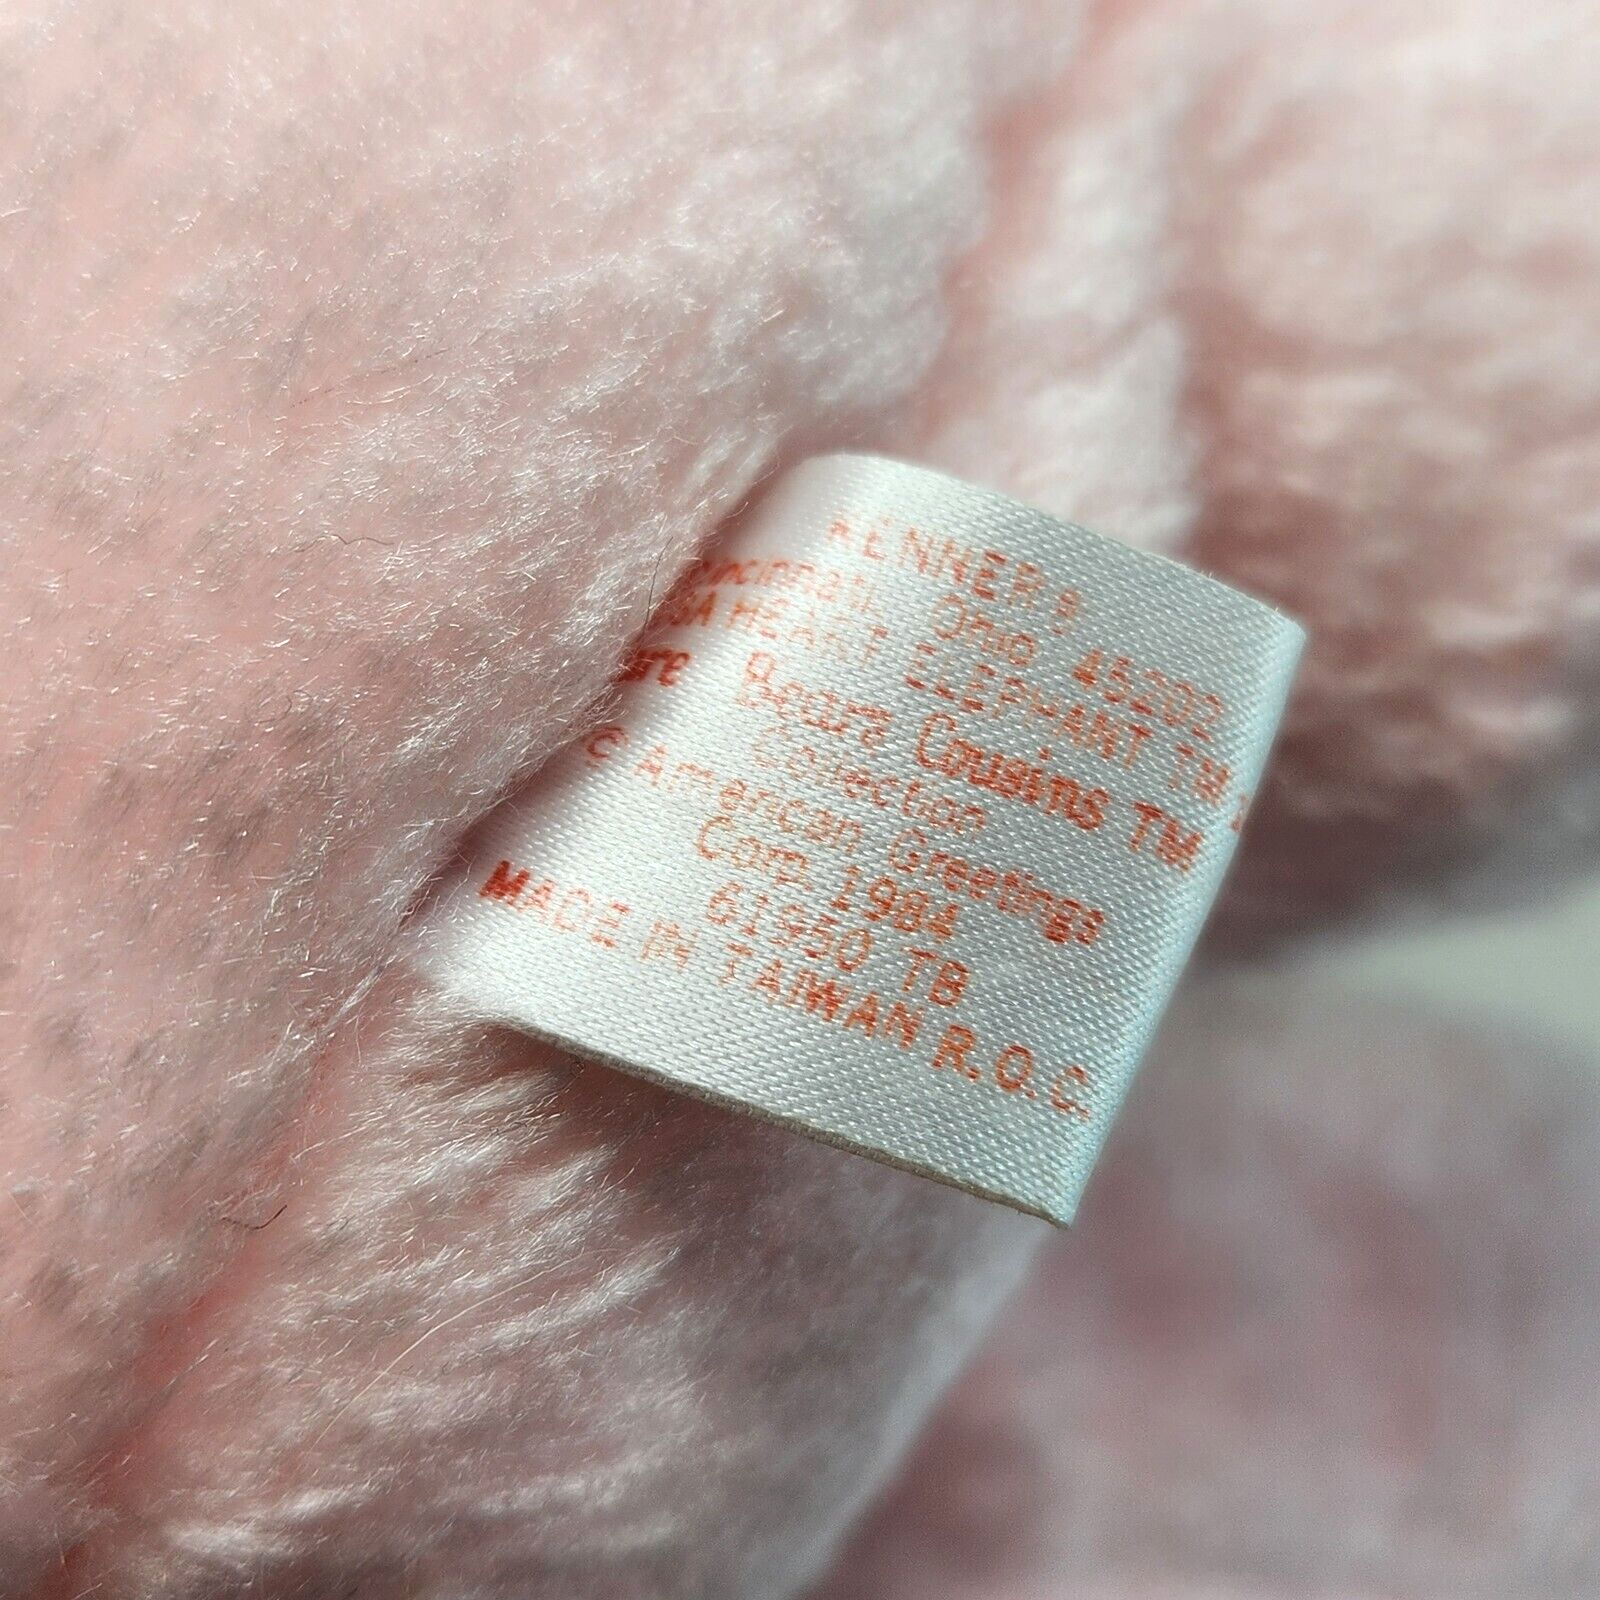 KENNER ®
Cincinnati, Ohio 45202
HEART ELEPHANT TM
Bears Cousins TM
Collection
© American Greetings
Corp. 1984
61950 TB
MADE IN TAIWAN R.O.C.